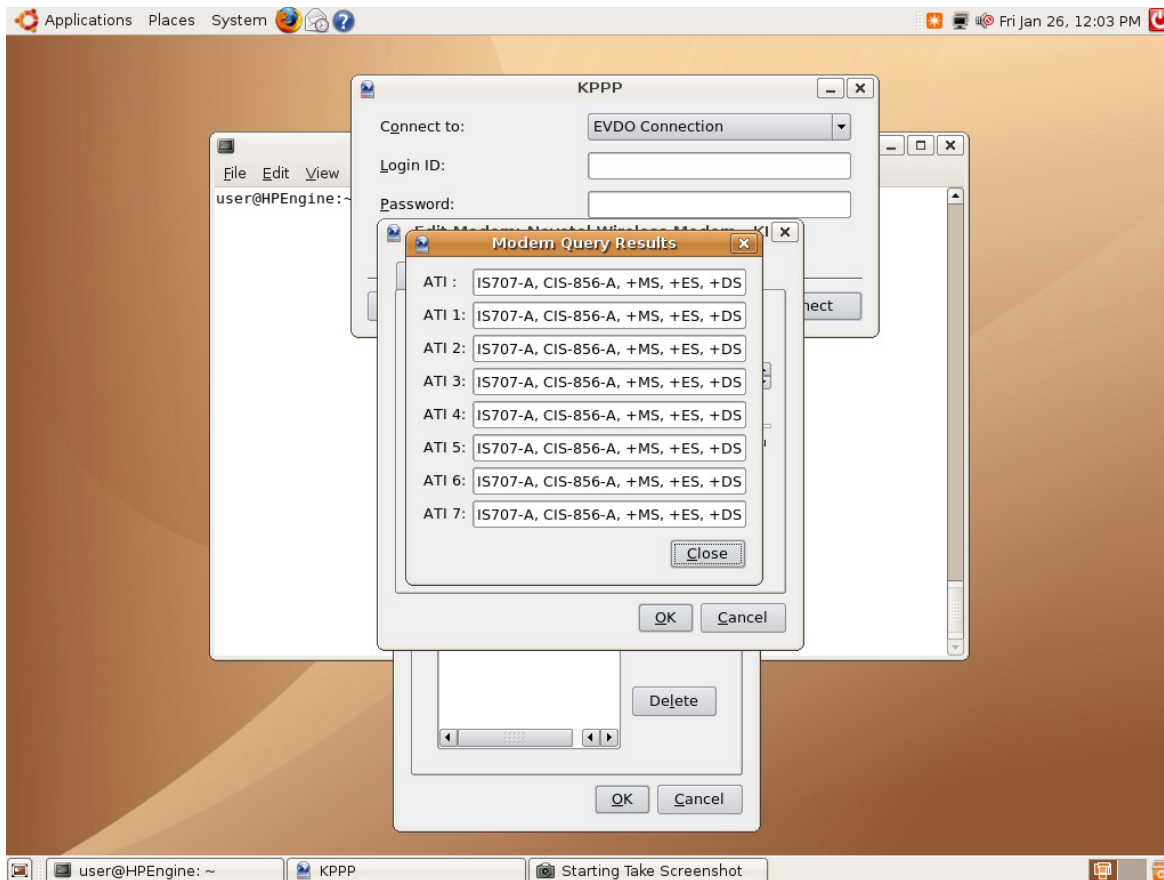 Applications Places System
Fri Jan 26, 12:03 PM
KPPP
Connect to:
EVDO Connection
Login ID:
Password:
File Edit View
user@HPEngine:~
Modem Query Results
ATI : IS707-A, CIS-856-A, +MS, +ES, +DS
ATI 1: IS707-A, CIS-856-A, +MS, +ES, +DS
ATI 2: IS707-A, CIS-856-A, +MS, +ES, +DS
ATI 3: IS707-A, CIS-856-A, +MS, +ES, +DS
ATI 4: IS707-A, CIS-856-A, +MS, +ES, +DS
ATI 5: IS707-A, CIS-856-A, +MS, +ES, +DS
ATI 6: IS707-A, CIS-856-A, +MS, +ES, +DS
ATI 7: IS707-A, CIS-856-A, +MS, +ES, +DS
Close
OK Cancel
Delete
OK Cancel
user@HPEngine: ~
KPPP
Starting Take Screenshot